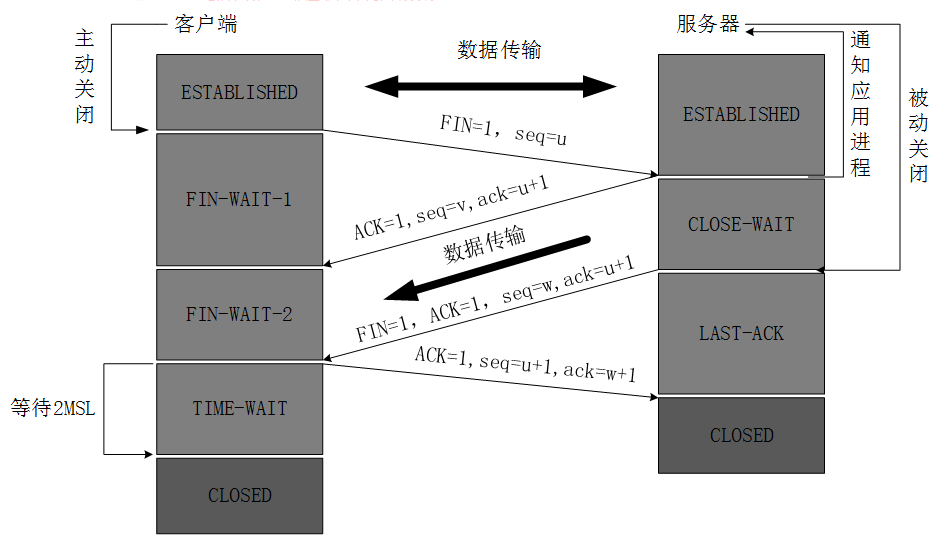 客户端
服务器
主动关闭
数据传输
通知应用进程
被动关闭
ESTABLISHED
ESTABLISHED
FIN=1, seq=u
FIN-WAIT-1
ACK=1,seq=v,ack=u+1
CLOSE-WAIT
数据传输
FIN-WAIT-2
FIN=1, ACK=1, seq=w,ack=u+1
LAST-ACK
ACK=1,seq=u+1,ack=w+1
等待2MSL
TIME-WAIT
CLOSED
CLOSED